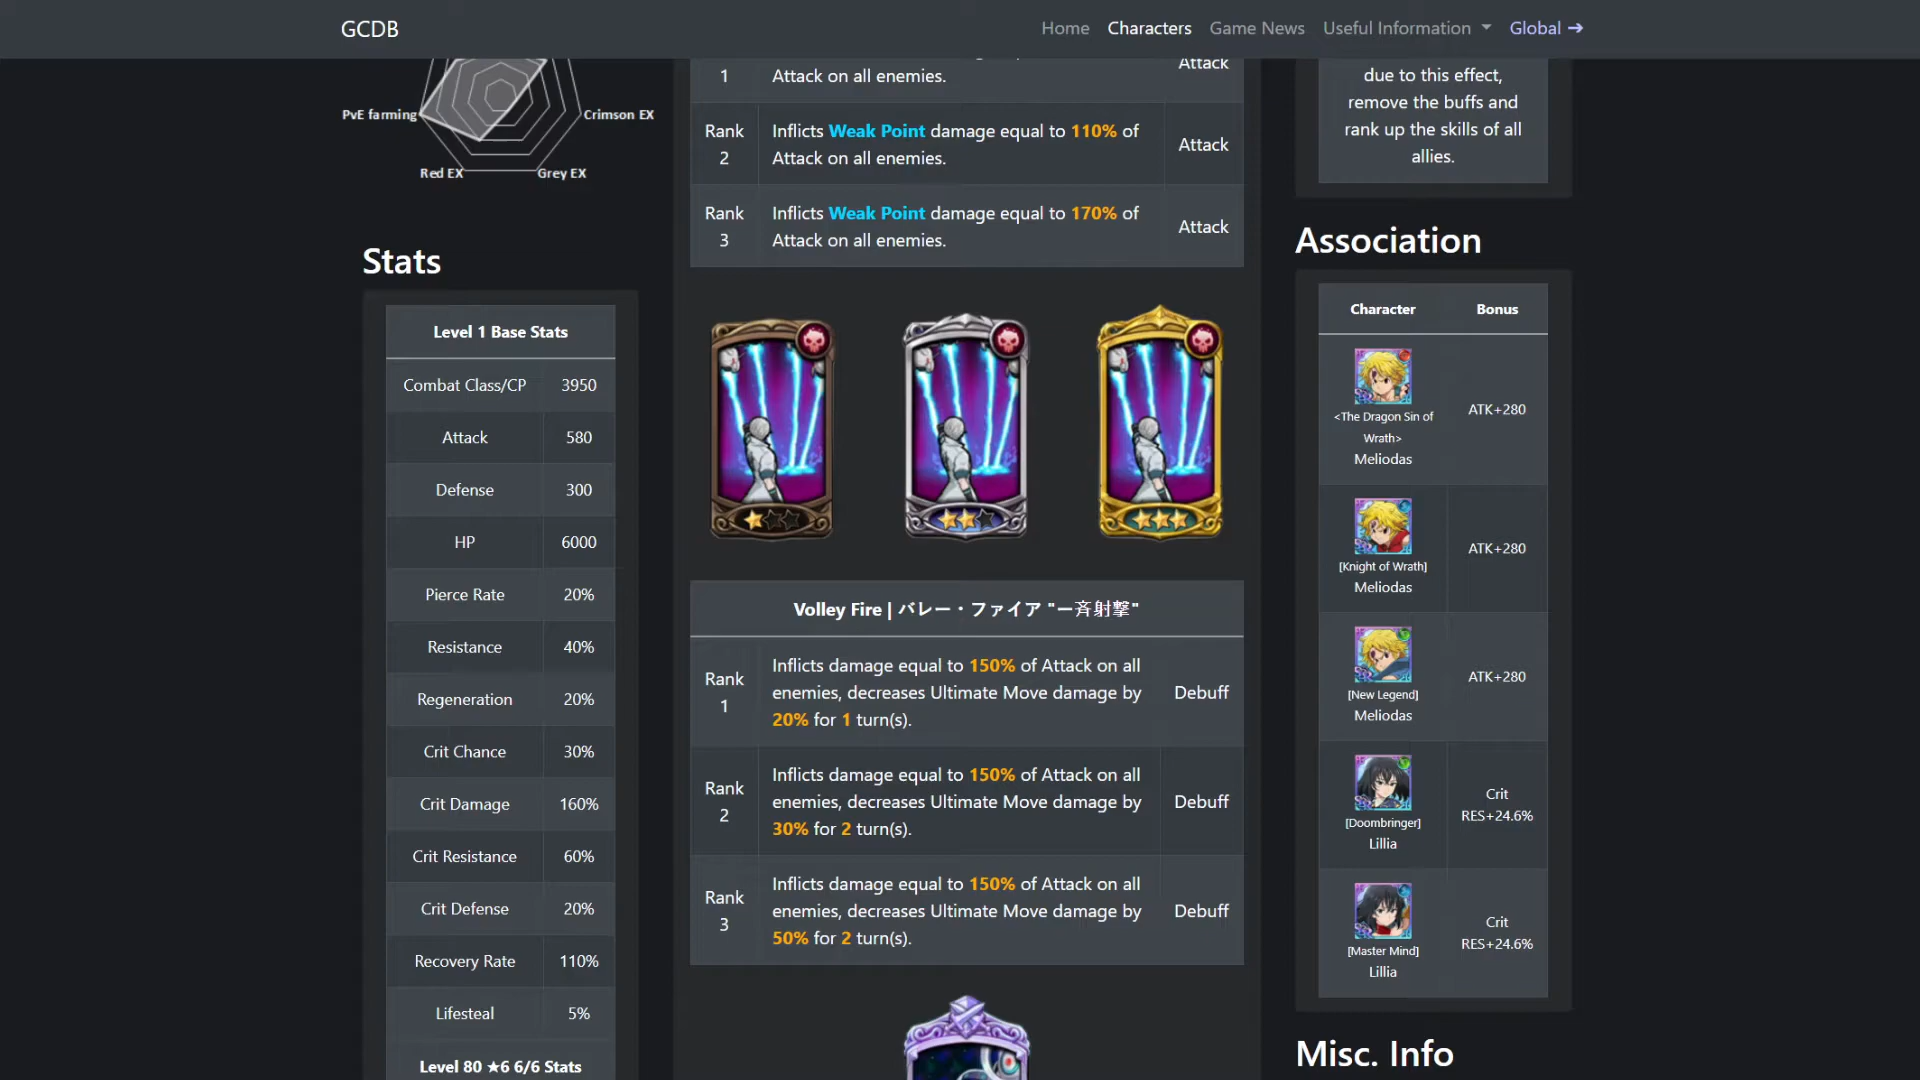 GCDB
Home
Characters
Game News
Useful Information
Global ➔
PvE farming
Crimson EX
Red EX
Grey EX
Stats
Level 1 Base Stats
Combat Class/CP 3950
Attack 580
Defense 300
HP 6000
Pierce Rate 20%
Resistance 40%
Regeneration 20%
Crit Chance 30%
Crit Damage 160%
Crit Resistance 60%
Crit Defense 20%
Recovery Rate 110%
Lifesteal 5%
Level 80 ★6 6/6 Stats
1
Attack on all enemies.
Attack
Rank
2
Inflicts Weak Point damage equal to 110% of
Attack on all enemies.
Attack
Rank
3
Inflicts Weak Point damage equal to 170% of
Attack on all enemies.
Attack
Volley Fire | バレー・ファイア "一斉射撃"
Rank
1
Inflicts damage equal to 150% of Attack on all
enemies, decreases Ultimate Move damage by
20% for 1 turn(s).
Debuff
Rank
2
Inflicts damage equal to 150% of Attack on all
enemies, decreases Ultimate Move damage by
30% for 2 turn(s).
Debuff
Rank
3
Inflicts damage equal to 150% of Attack on all
enemies, decreases Ultimate Move damage by
50% for 2 turn(s).
Debuff
due to this effect,
remove the buffs and
rank up the skills of all
allies.
Association
Character Bonus
<The Dragon Sin of
Wrath>
Meliodas
ATK+280
[Knight of Wrath]
Meliodas
ATK+280
[New Legend]
Meliodas
ATK+280
[Doombringer]
Lillia
Crit
RES+24.6%
[Master Mind]
Lillia
Crit
RES+24.6%
Misc. Info